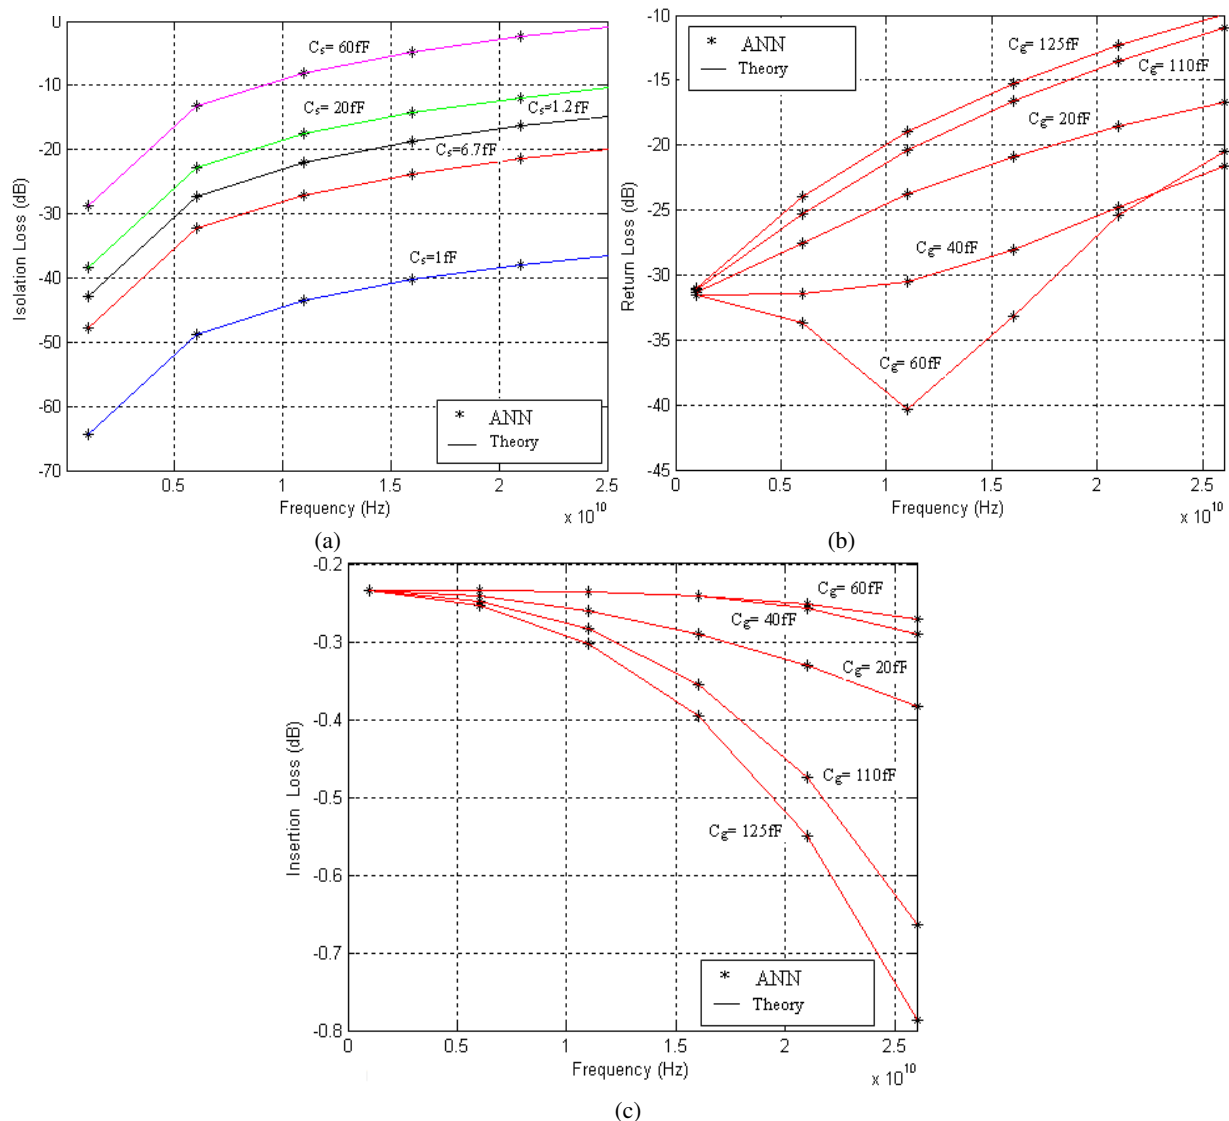 0
-10
-20
-30
-40
-50
-60
-70
Isolation Loss (dB)
Cs= 60fF
Cs= 20fF
Cs=1.2fF
Cs=6.7fF
Cs=1fF
* ANN
Theory
0.5 1 1.5 2 2.5
Frequency (Hz)
x 10^10
(a)
-10
-15
-20
-25
-30
-35
-40
-45
Return Loss (dB)
* ANN
Theory
Cg= 125fF
Cg= 110fF
Cg= 20fF
Cg= 40fF
Cg= 60fF
0 0.5 1 1.5 2 2.5
Frequency (Hz)
x 10^10
(b)
-0.2
-0.3
-0.4
-0.5
-0.6
-0.7
-0.8
Insertion Loss (dB)
Cg= 60fF
Cg= 40fF
Cg= 20fF
Cg= 110fF
Cg= 125fF
* ANN
Theory
0 0.5 1 1.5 2 2.5
Frequency (Hz)
x 10^10
(c)